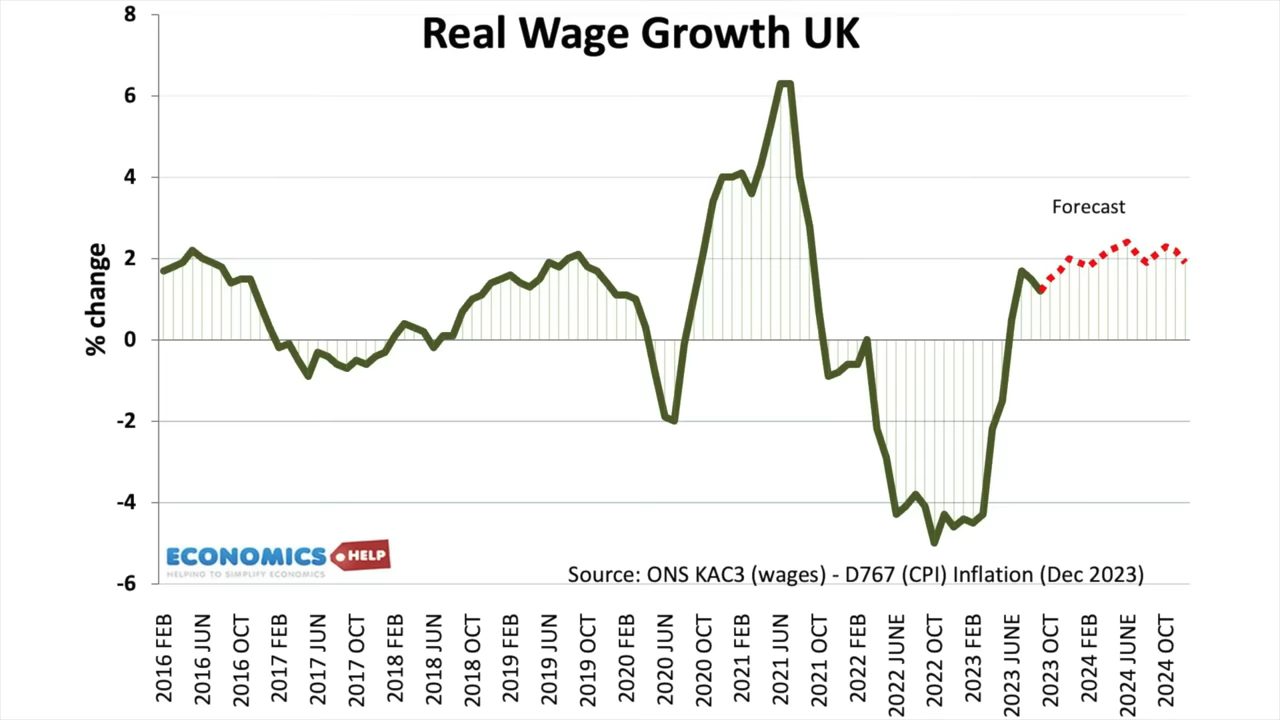 Real Wage Growth UK
% change
8
6
4
2
0
-2
-4
-6
Forecast
ECONOMICS HELP
HELPING TO SIMPLIFY ECONOMICS
Source: ONS KAC3 (wages) - D767 (CPI) Inflation (Dec 2023)
2016 FEB
2016 JUN
2016 OCT
2017 FEB
2017 JUN
2017 OCT
2018 FEB
2018 JUN
2018 OCT
2019 FEB
2019 JUN
2019 OCT
2020 FEB
2020 JUN
2020 OCT
2021 FEB
2021 JUN
2021 OCT
2022 FEB
2022 JUNE
2022 OCT
2023 FEB
2023 JUNE
2023 OCT
2024 FEB
2024 JUNE
2024 OCT